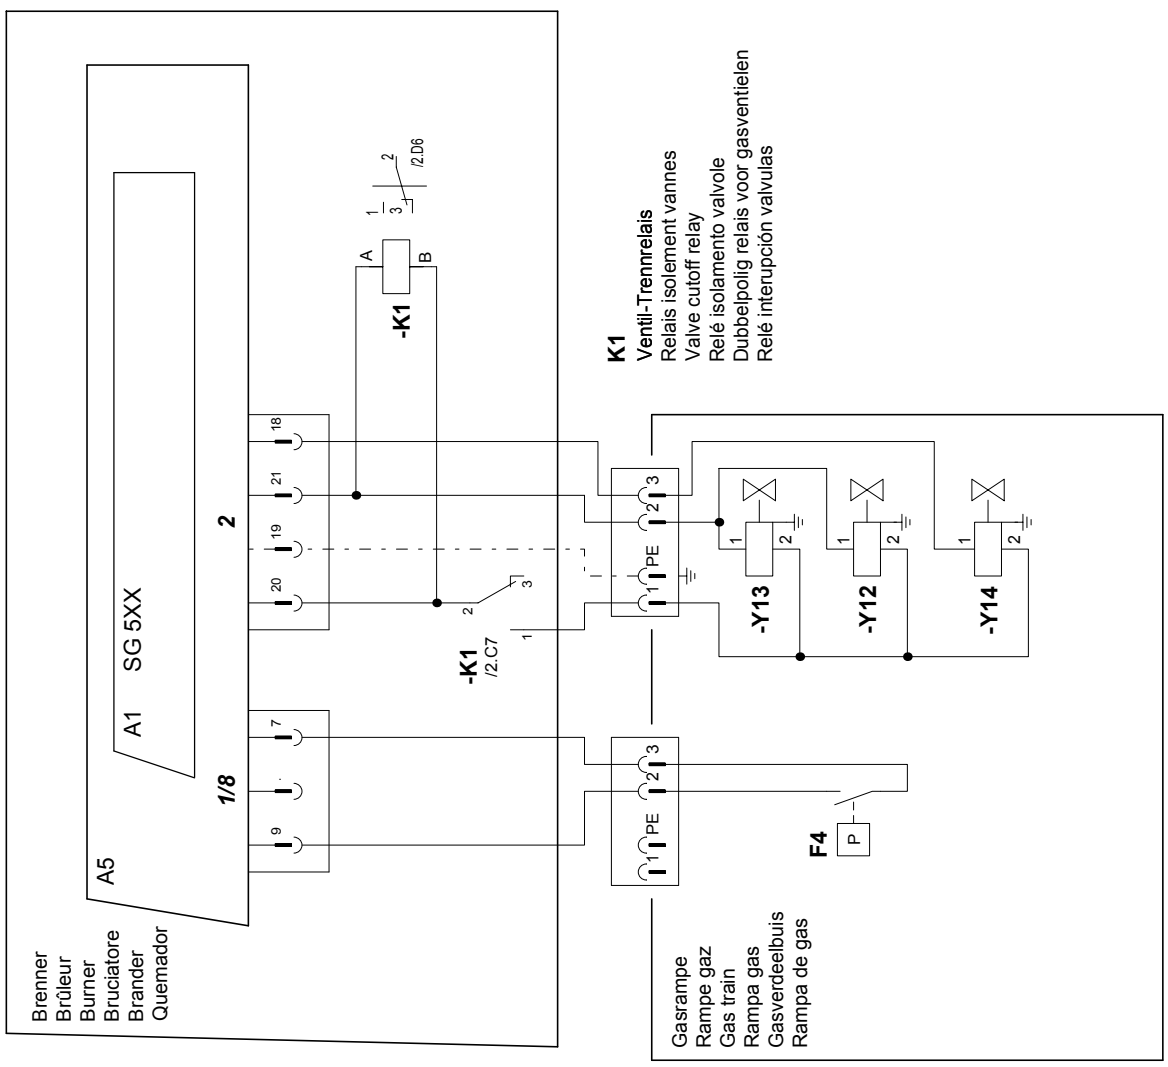 Brenner
Brûleur
Burner
Bruciatore
Brander
Quemador
A5
A1 SG 5XX
1/8
2
9
7
20
19
21
18
-K1
/2.C7
2
3
1
-K1
A
B
1
3
2
/2.D6
K1
Ventil-Trennrelais
Relais isolement vannes
Valve cutoff relay
Relé isolamento valvole
Dubbelpolig relais voor gasventielen
Relé interupción valvulas
1
PE
2
3
1
PE
2
3
F4
P
-Y13
1
2
-Y12
1
2
-Y14
1
2
Gasrampe
Rampe gaz
Gas train
Rampa gas
Gasverdeelbuis
Rampa de gas